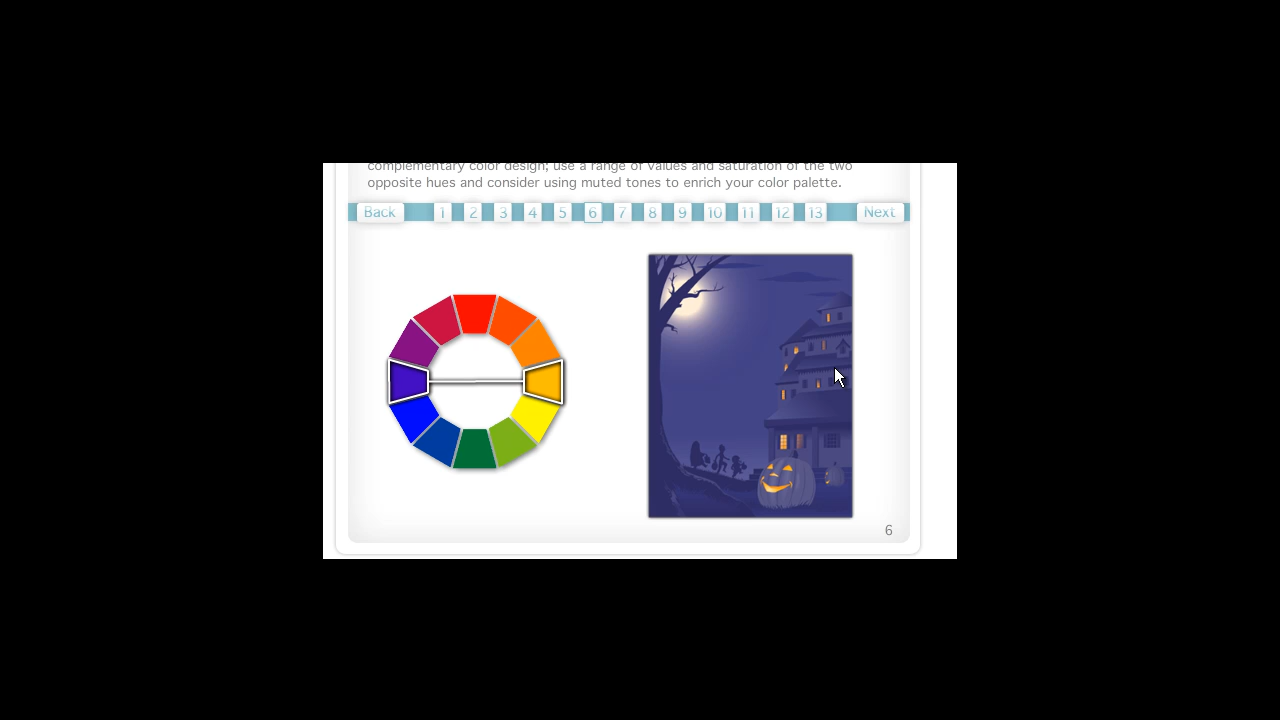 complementary color design; use a range of values and saturation of the two
opposite hues and consider using muted tones to enrich your color palette.
Back 1 2 3 4 5 6 7 8 9 10 11 12 13 Next
6